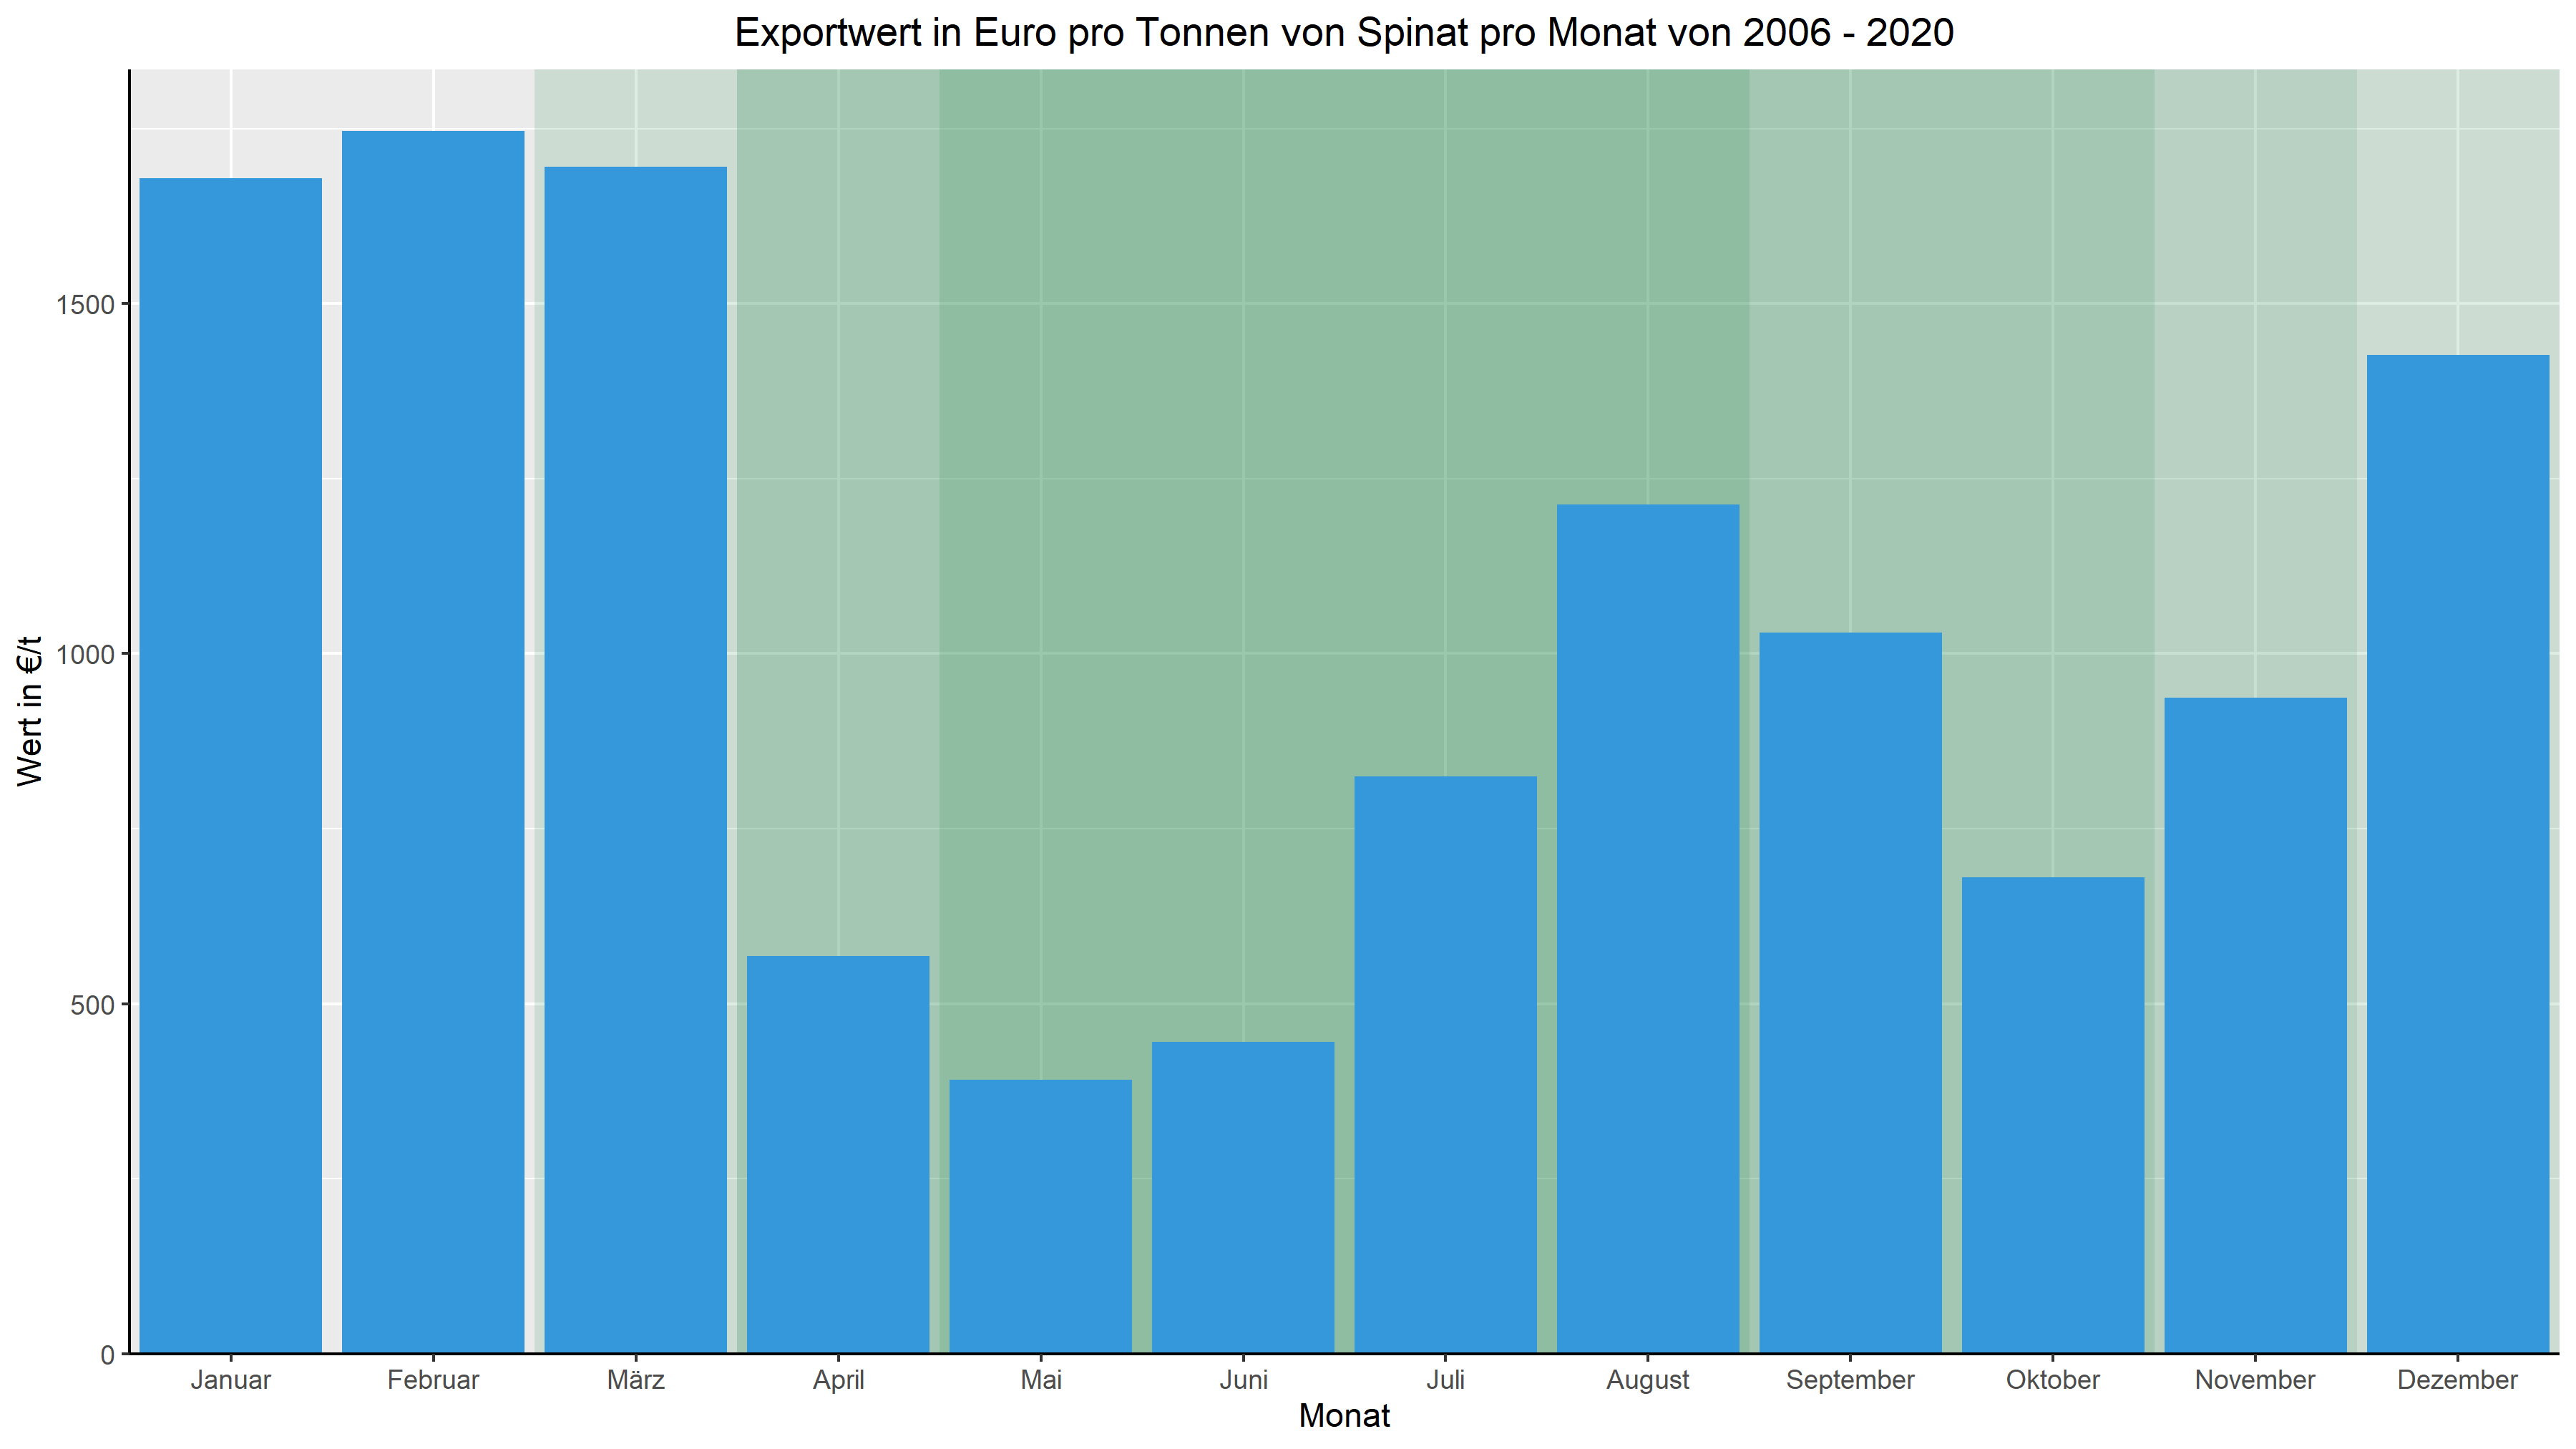 Exportwert in Euro pro Tonnen von Spinat pro Monat von 2006 - 2020
Wert in €/t
1500
1000
500
0
Januar Februar März April Mai Juni Juli August September Oktober November Dezember
Monat